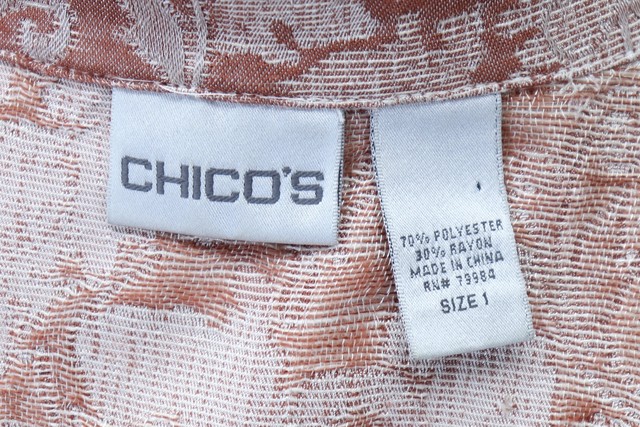 CHICO'S
70% POLYESTER
30% RAYON
MADE IN CHINA
RN# 79984
SIZE 1